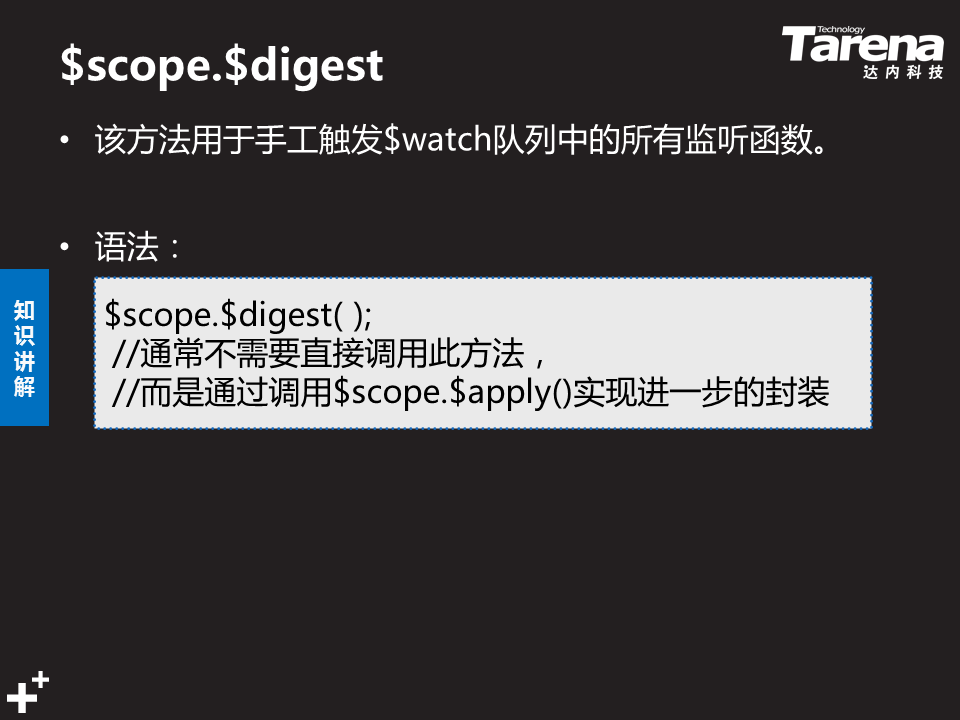 $scope.$digest
Technology
Tarena
达内科技
• 该方法用于手工触发$watch队列中的所有监听函数。
• 语法：
知
识
讲
解
$scope.$digest( );
//通常不需要直接调用此方法，
//而是通过调用$scope.$apply()实现进一步的封装